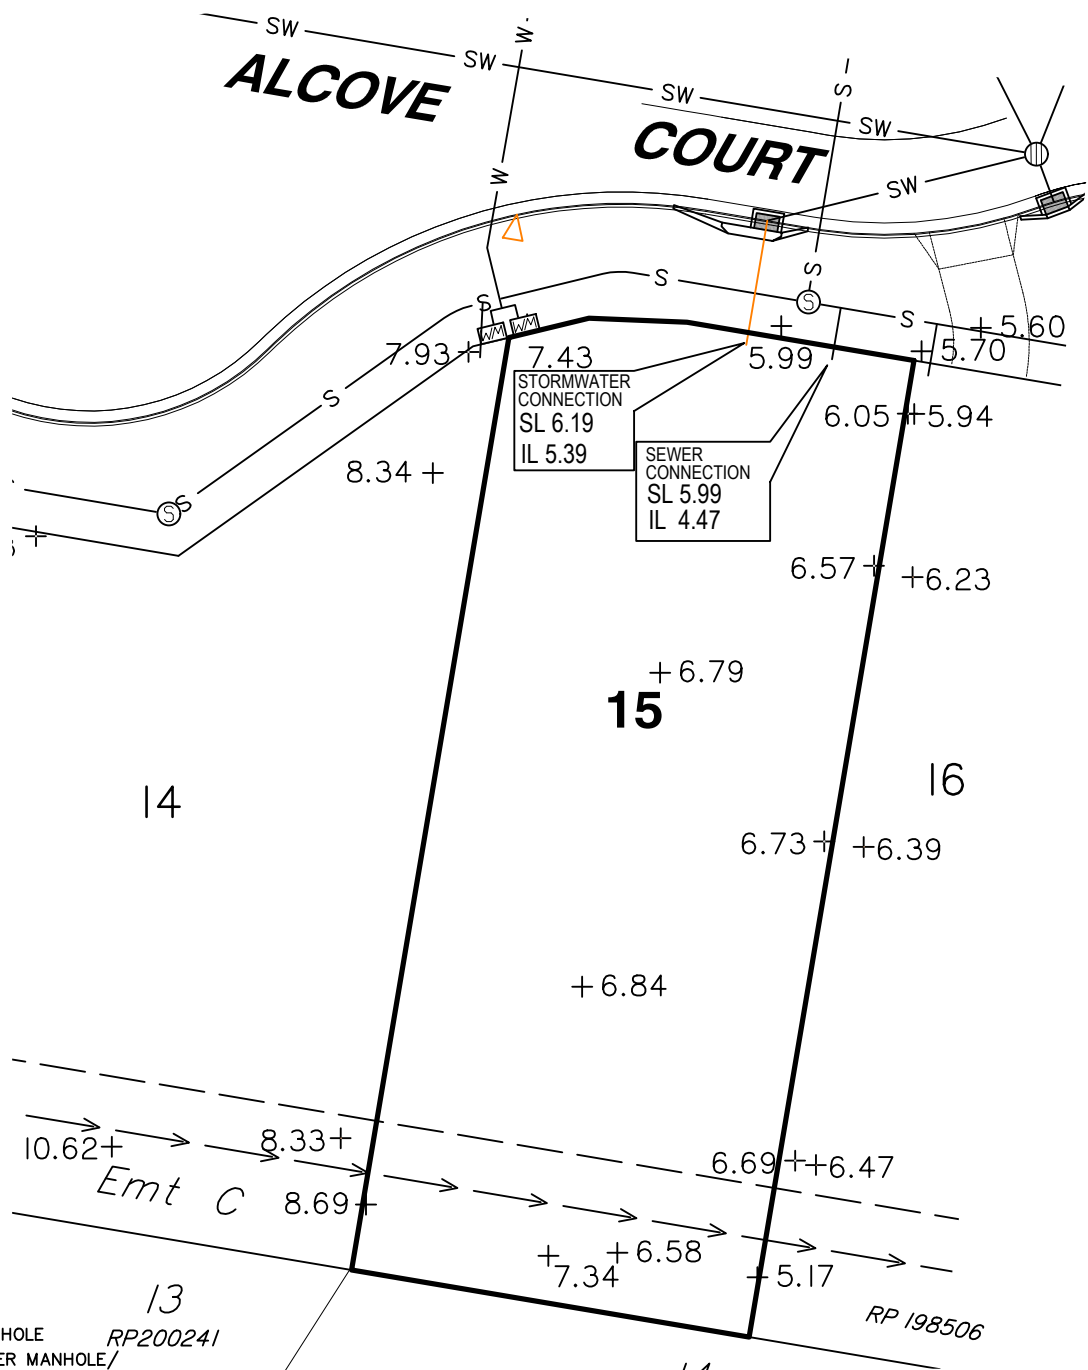 SW
W
SW
S
SW
SW
ALCOVE
COURT
W
SW
S
S
S
S
W/M
W/M
7.93
7.43
5.99
5.60
5.70
STORMWATER
CONNECTION
SL 6.19
IL 5.39
6.05
5.94
S
8.34
SEWER
CONNECTION
SL 5.99
IL 4.47
S
S
6.57
6.23
6.79
15
14
16
6.73
6.39
6.84
10.62
8.33
6.69
6.47
Emt C
8.69
6.58
7.34
5.17
13
RP200241
RP 198506
HOLE
ER MANHOLE/